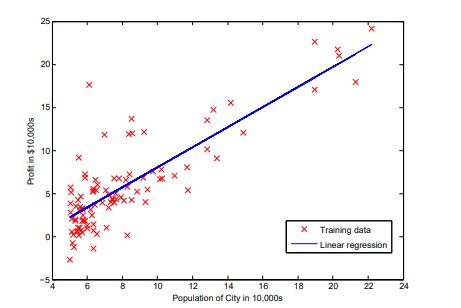 25
20
15
10
5
0
−5
Profit in $10,000s
4 6 8 10 12 14 16 18 20 22 24
Population of City in 10,000s
Training data
Linear regression